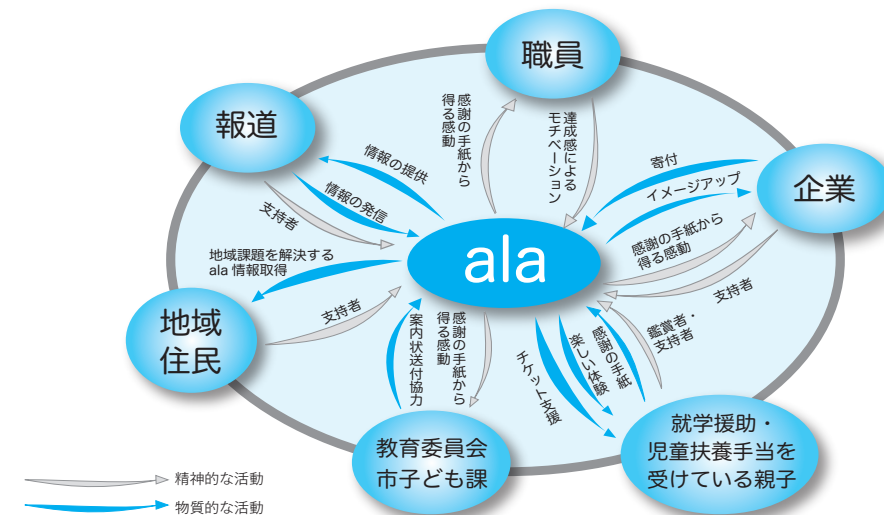 職員
報道
企業
ala
地域
住民
教育委員会
市子ども課
就学援助・
児童扶養手当を
受けている親子
感謝の手紙から
得る感動
達成感による
モチベーション
情報の提供
情報の発信
支持者
寄付
イメージアップ
感謝の手紙から
得る感動
支持者
地域課題を解決する
ala 情報取得
支持者
案内状送付協力
感謝の手紙から
得る感動
チケット支援
楽しい体験
感謝の手紙
鑑賞者・
支持者
精神的な活動
物質的な活動